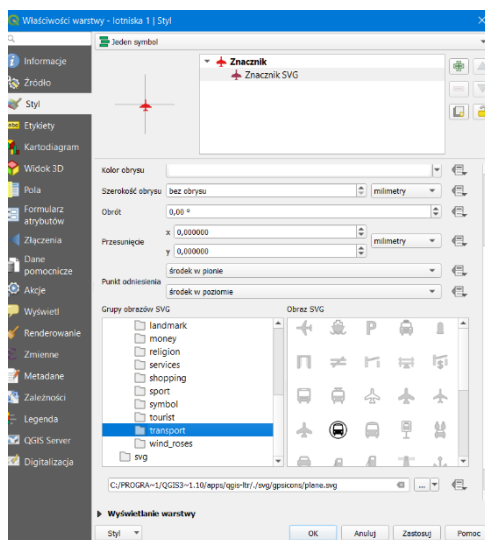 Właściwości warstwy - lotniska 1 | Styl
Informacje
Źródło
Styl
abc Etykiety
Kartodiagram
Widok 3D
Pola
Formularz
atrybutów
Złączenia
Dane
pomocnicze
Akcje
Wyświetl
Renderowanie
Zmienne
Metadane
Zależności
Legenda
QGIS Server
Digitalizacja
Jeden symbol
Znacznik
Znacznik SVG
Kolor obrysu
Szerokość obrysu bez obrysu milimetry
Obrót 0,00 °
Przesunięcie x 0,000000 milimetry
y 0,000000
Punkt odniesienia środek w pionie
środek w poziomie
Grupy obrazów SVG Obraz SVG
landmark
money
religion
services
shopping
sport
symbol
tourist
transport
wind_roses
svg
C:/PROGRA~1/QGIS3~1.10/apps/qgis-ltr/./svg/gpsicons/plane.svg ...
Wyświetlanie warstwy
Styl OK Anuluj Zastosuj Pomoc